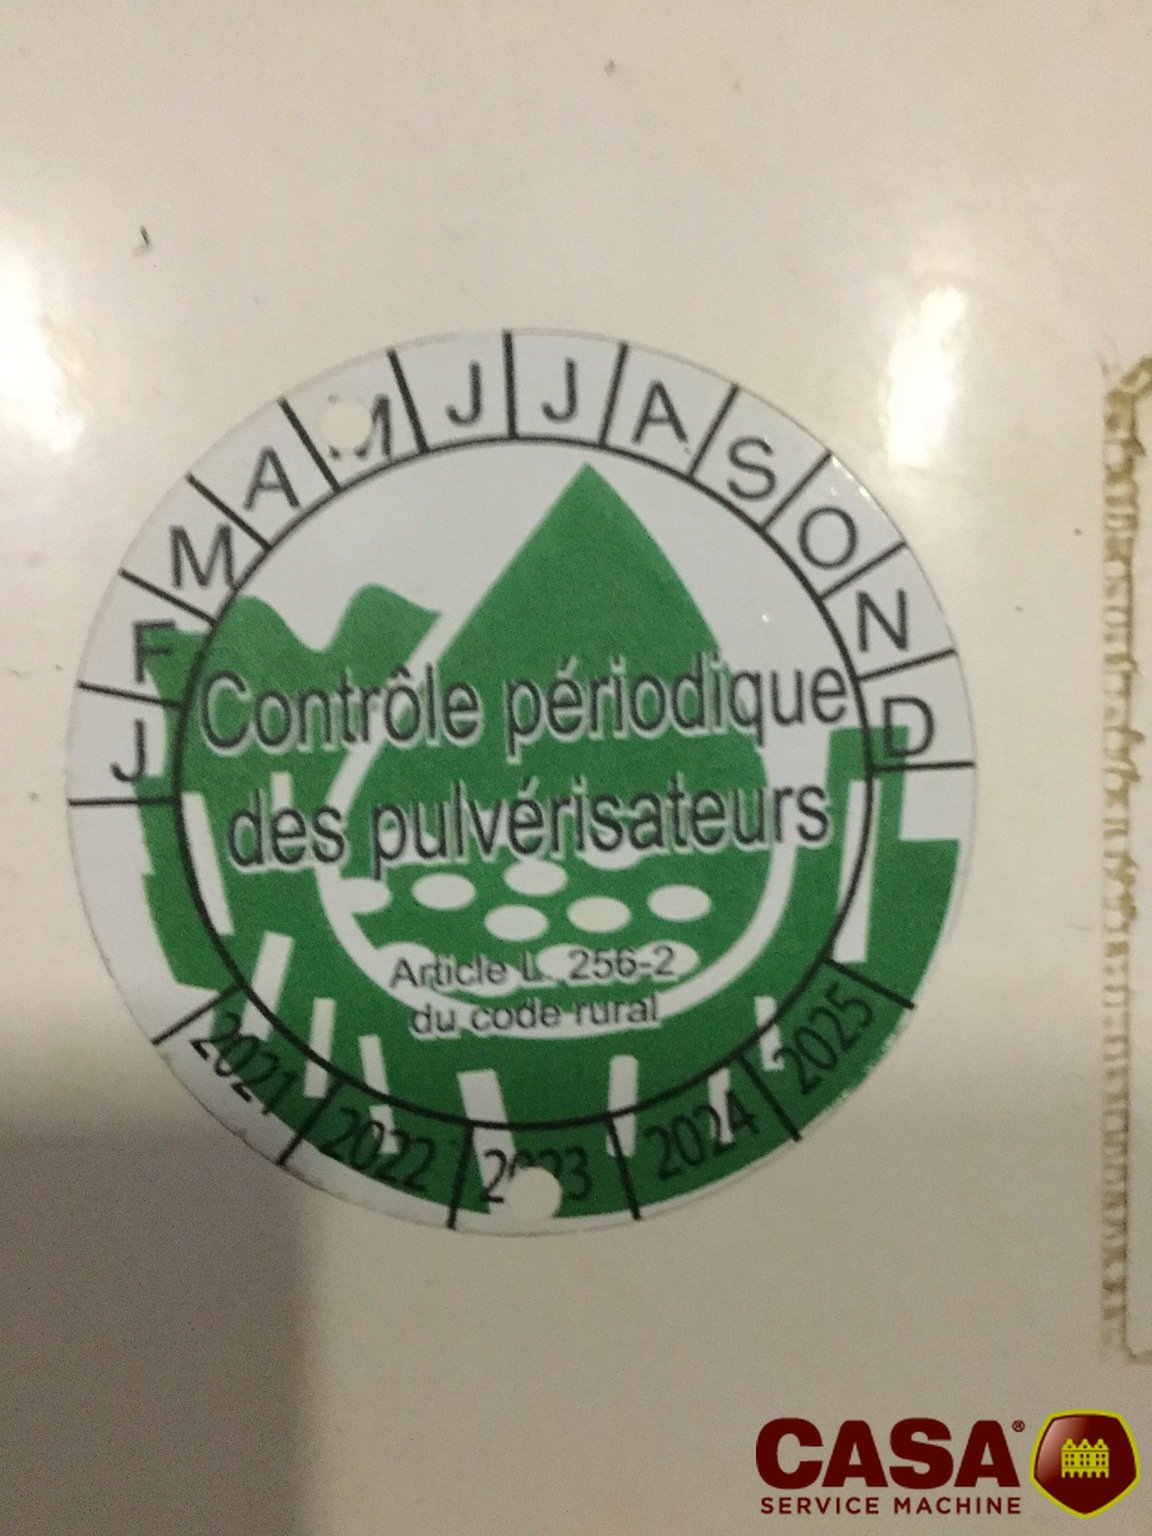 J F M A M J J A S O N D
Contrôle périodique
des pulvérisateurs
Article L. 256-2
du code rural
2021 2022 2023 2024 2025
CASA®
SERVICE MACHINE